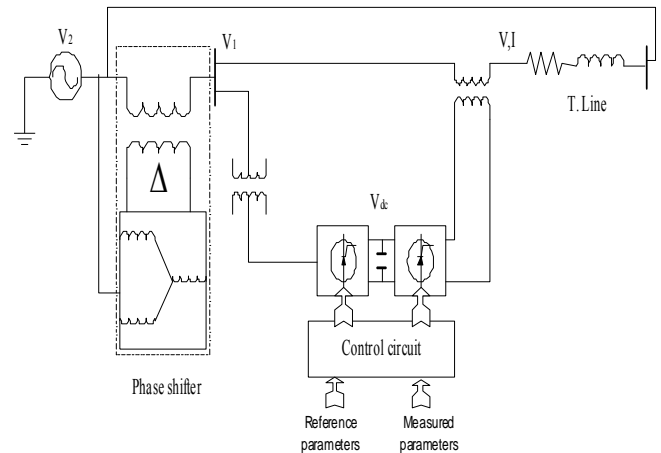 V2
V1
V,I
T. Line
Δ
Vdc
Control circuit
Phase shifter
Reference
parameters
Measured
parameters